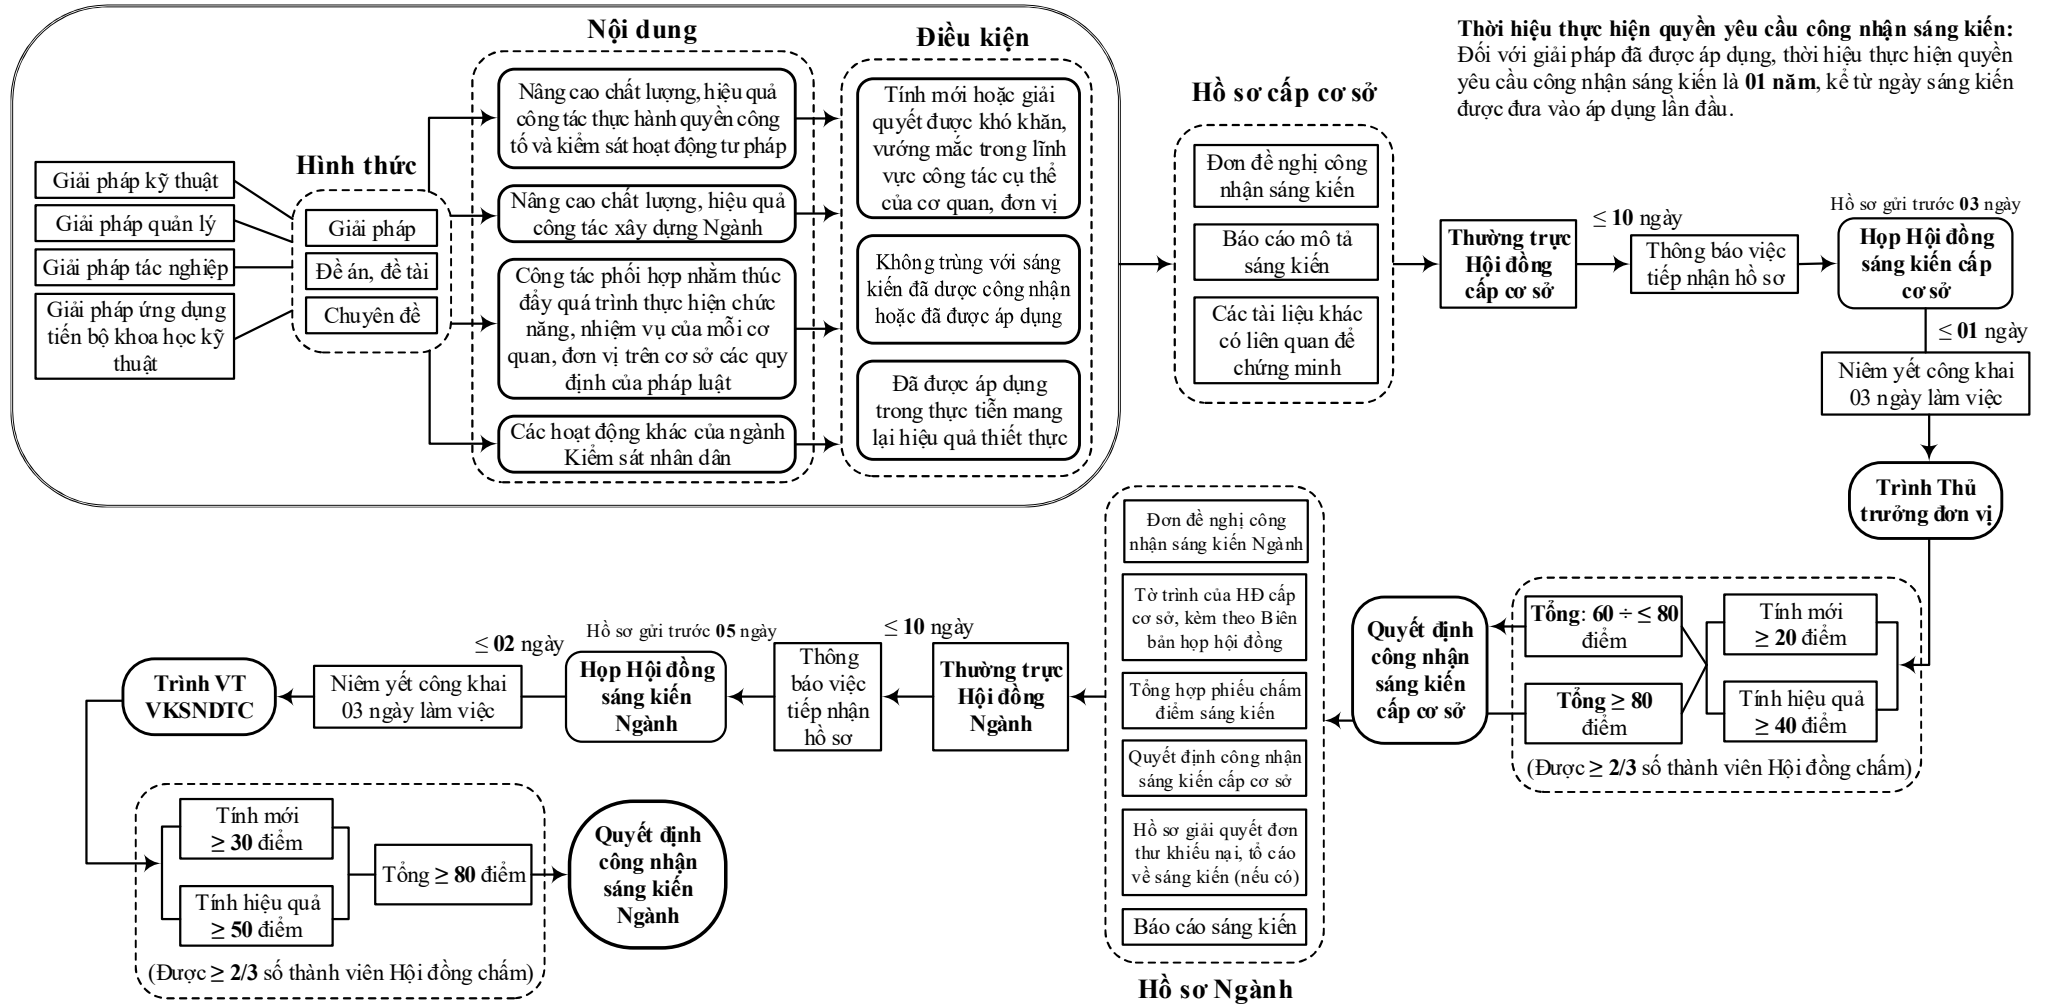 Nội dung
Điều kiện
Thời hiệu thực hiện quyền yêu cầu công nhận sáng kiến:
Đối với giải pháp đã được áp dụng, thời hiệu thực hiện quyền
yêu cầu công nhận sáng kiến là 01 năm, kể từ ngày sáng kiến
được đưa vào áp dụng lần đầu.
Giải pháp kỹ thuật
Giải pháp quản lý
Giải pháp tác nghiệp
Giải pháp ứng dụng
tiến bộ khoa học kỹ
thuật
Hình thức
Giải pháp
Đề án, đề tài
Chuyên đề
Nâng cao chất lượng, hiệu quả
công tác thực hành quyền công
tố và kiểm sát hoạt động tư pháp
Nâng cao chất lượng, hiệu quả
công tác xây dựng Ngành
Công tác phối hợp nhằm thúc
đẩy quá trình thực hiện chức
năng, nhiệm vụ của mỗi cơ
quan, đơn vị trên cơ sở các quy
định của pháp luật
Các hoạt động khác của ngành
Kiểm sát nhân dân
Tính mới hoặc giải
quyết được khó khăn,
vướng mắc trong lĩnh
vực công tác cụ thể
của cơ quan, đơn vị
Không trùng với sáng
kiến đã dược công nhận
hoặc đã được áp dụng
Đã được áp dụng
trong thực tiễn mang
lại hiệu quả thiết thực
Hồ sơ cấp cơ sở
Đơn đề nghị công
nhận sáng kiến
Báo cáo mô tả
sáng kiến
Các tài liệu khác
có liên quan để
chứng minh
Thường trực
Hội đồng
cấp cơ sở
≤ 10 ngày
Thông báo việc
tiếp nhận hồ sơ
Hồ sơ gửi trước 03 ngày
Họp Hội đồng
sáng kiến cấp
cơ sở
≤ 01 ngày
Niêm yết công khai
03 ngày làm việc
Trình Thủ
trưởng đơn vị
Tính mới
≥ 20 điểm
Tính hiệu quả
≥ 40 điểm
Tổng: 60 ÷ ≤ 80
điểm
Tổng ≥ 80
điểm
(Được ≥ 2/3 số thành viên Hội đồng chấm)
Quyết định
công nhận
sáng kiến
cấp cơ sở
Đơn đề nghị công
nhận sáng kiến Ngành
Tờ trình của HĐ cấp
cơ sở, kèm theo Biên
bản họp hội đồng
Tổng hợp phiếu chấm
điểm sáng kiến
Quyết định công nhận
sáng kiến cấp cơ sở
Hồ sơ giải quyết đơn
thư khiếu nại, tố cáo
về sáng kiến (nếu có)
Báo cáo sáng kiến
Hồ sơ Ngành
Thường trực
Hội đồng
Ngành
≤ 10 ngày
Thông
báo việc
tiếp nhận
hồ sơ
Hồ sơ gửi trước 05 ngày
Họp Hội đồng
sáng kiến
Ngành
≤ 02 ngày
Niêm yết công khai
03 ngày làm việc
Trình VT
VKSNDTC
Tính mới
≥ 30 điểm
Tính hiệu quả
≥ 50 điểm
Tổng ≥ 80 điểm
(Được ≥ 2/3 số thành viên Hội đồng chấm)
Quyết định
công nhận
sáng kiến
Ngành